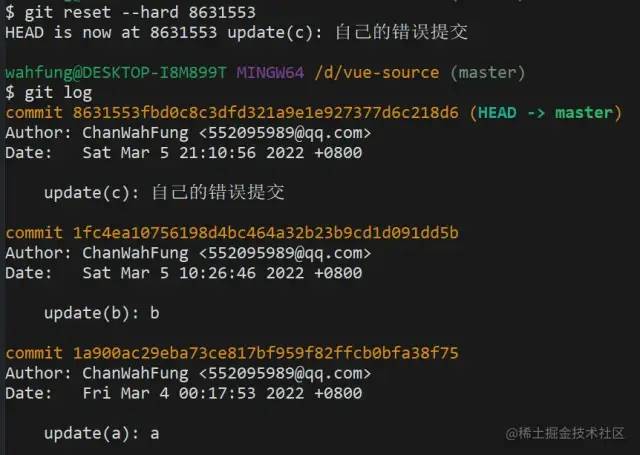 $ git reset --hard 8631553
HEAD is now at 8631553 update(c): 自己的错误提交
wahfung@DESKTOP-I8M899T MINGW64 /d/vue-source (master)
$ git log
commit 8631553fbd0c8c3dfd321a9e1e927377d6c218d6 (HEAD -> master)
Author: ChanWahFung <552095989@qq.com>
Date:   Sat Mar 5 21:10:56 2022 +0800
update(c): 自己的错误提交
commit 1fc4ea10756198d4bc464a32b23b9cd1d091dd5b
Author: ChanWahFung <552095989@qq.com>
Date:   Sat Mar 5 10:26:46 2022 +0800
update(b): b
commit 1a900ac29eba73ce817bf959f82ffcb0bfa38f75
Author: ChanWahFung <552095989@qq.com>
Date:   Fri Mar 4 00:17:53 2022 +0800
update(a): a
@稀土掘金技术社区